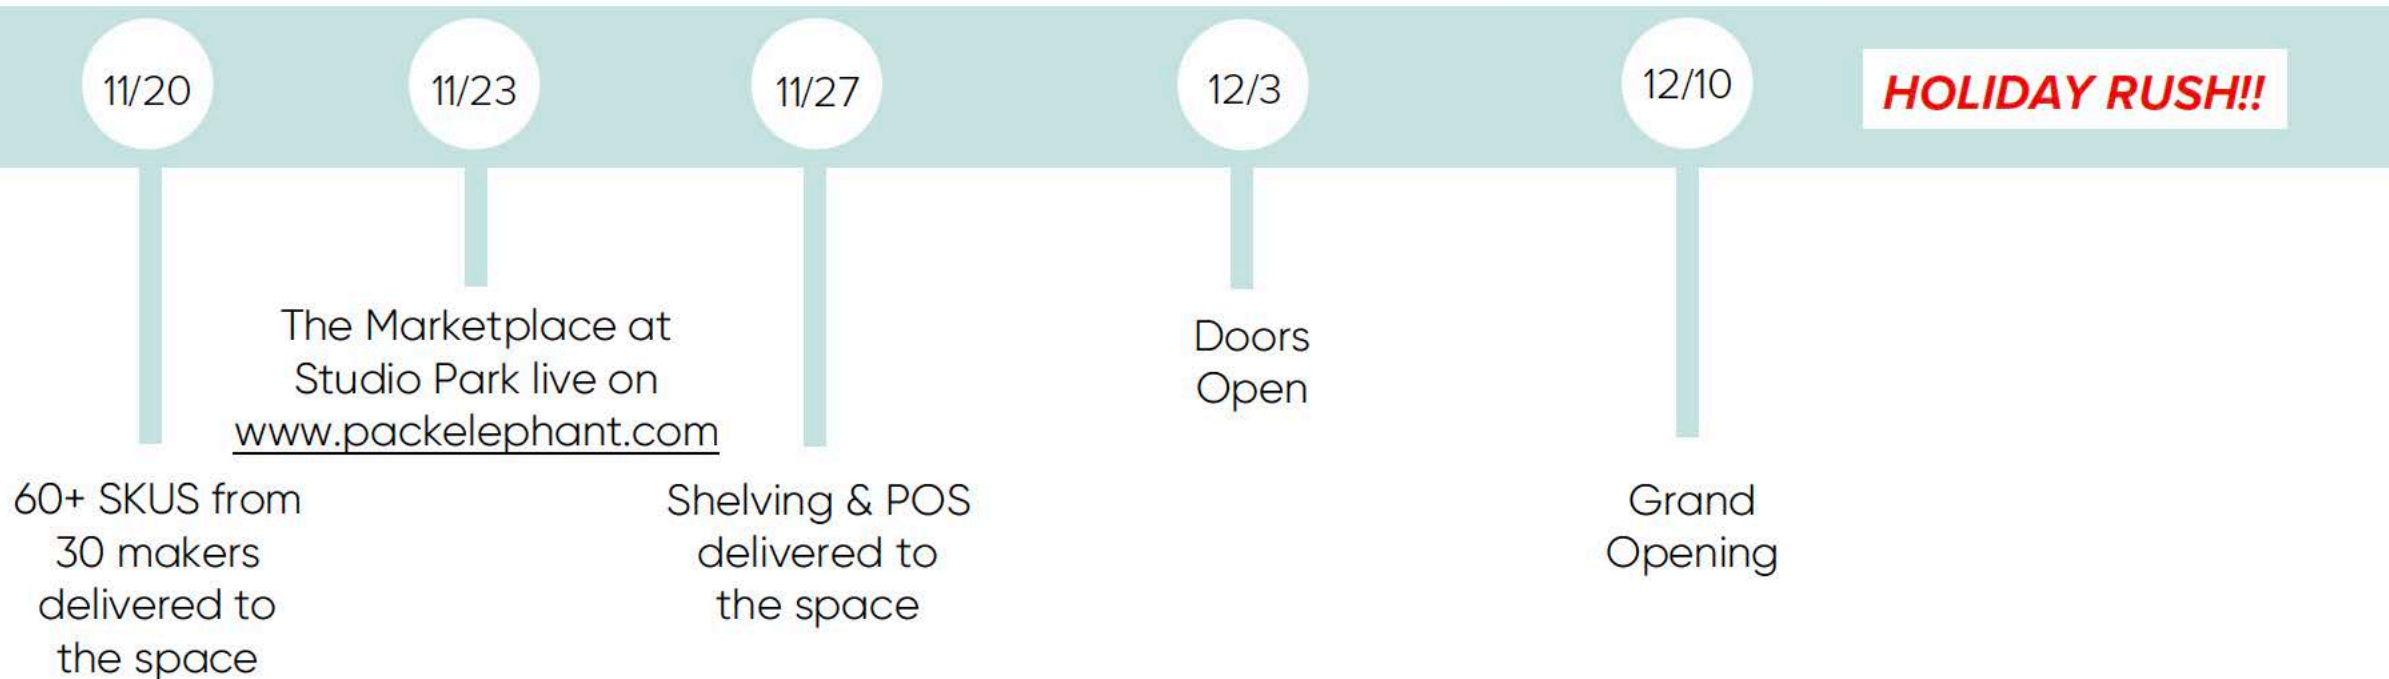 11/20
11/23
11/27
12/3
12/10
HOLIDAY RUSH!!
60+ SKUS from
30 makers
delivered to
the space
The Marketplace at
Studio Park live on
www.packelephant.com
Shelving & POS
delivered to
the space
Doors
Open
Grand
Opening